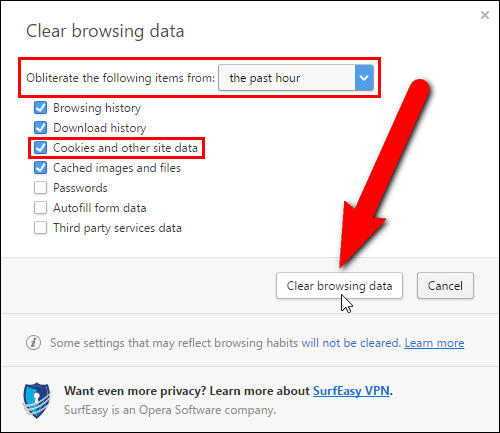 Clear browsing data
Obliterate the following items from: the past hour
Browsing history
Download history
Cookies and other site data
Cached images and files
Passwords
Autofill form data
Third party services data
Clear browsing data Cancel
Some settings that may reflect browsing habits will not be cleared. Learn more
Want even more privacy? Learn more about SurfEasy VPN.
SurfEasy is an Opera Software company.